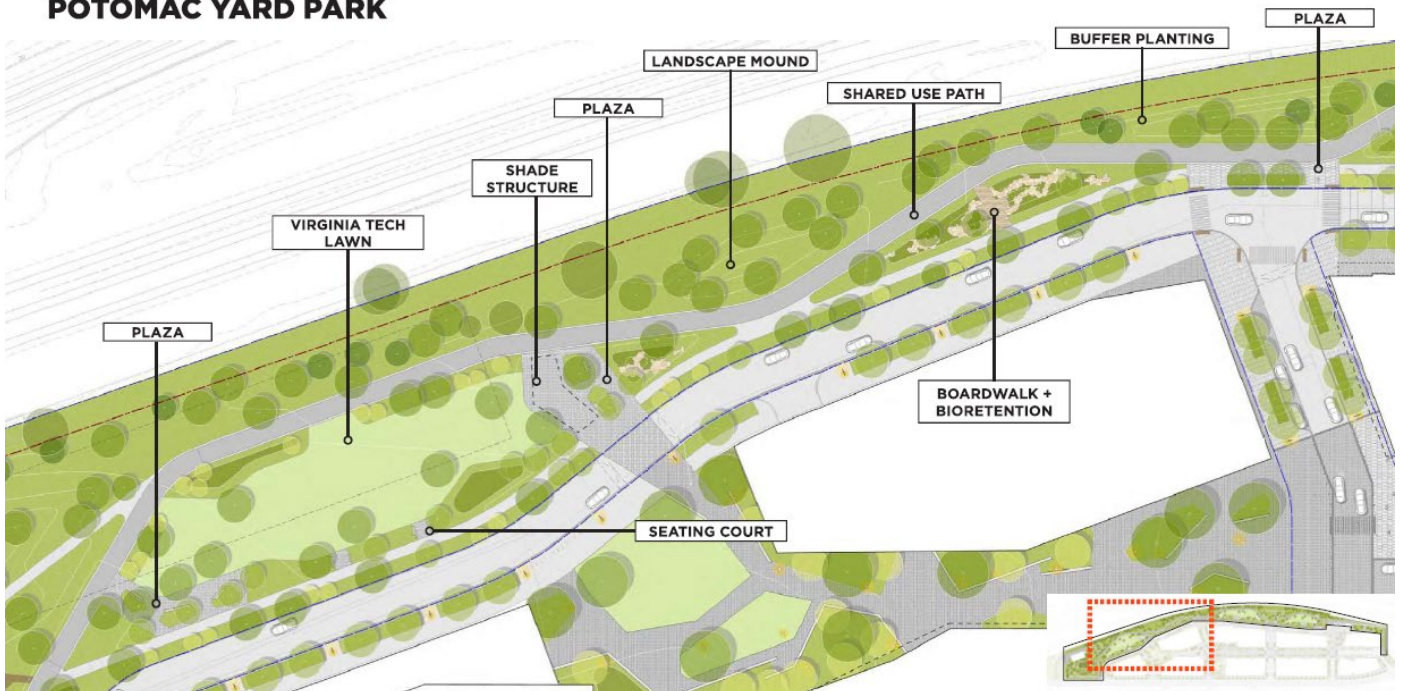 POTOMAC YARD PARK
PLAZA
BUFFER PLANTING
LANDSCAPE MOUND
SHARED USE PATH
PLAZA
SHADE
STRUCTURE
VIRGINIA TECH
LAWN
PLAZA
BOARDWALK +
BIORETENTION
SEATING COURT